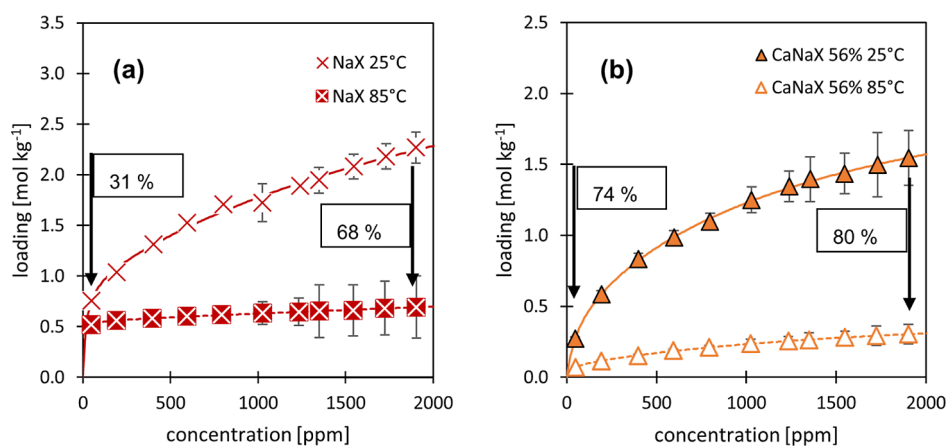 (a)
NaX 25°C
NaX 85°C
31 %
68 %
loading [mol kg-1]
3.5
3.0
2.5
2.0
1.5
1.0
0.5
0.0
0
500
1000
1500
2000
concentration [ppm]
(b)
CaNaX 56% 25°C
CaNaX 56% 85°C
74 %
80 %
loading [mol kg-1]
2.5
2.0
1.5
1.0
0.5
0.0
0
500
1000
1500
2000
concentration [ppm]